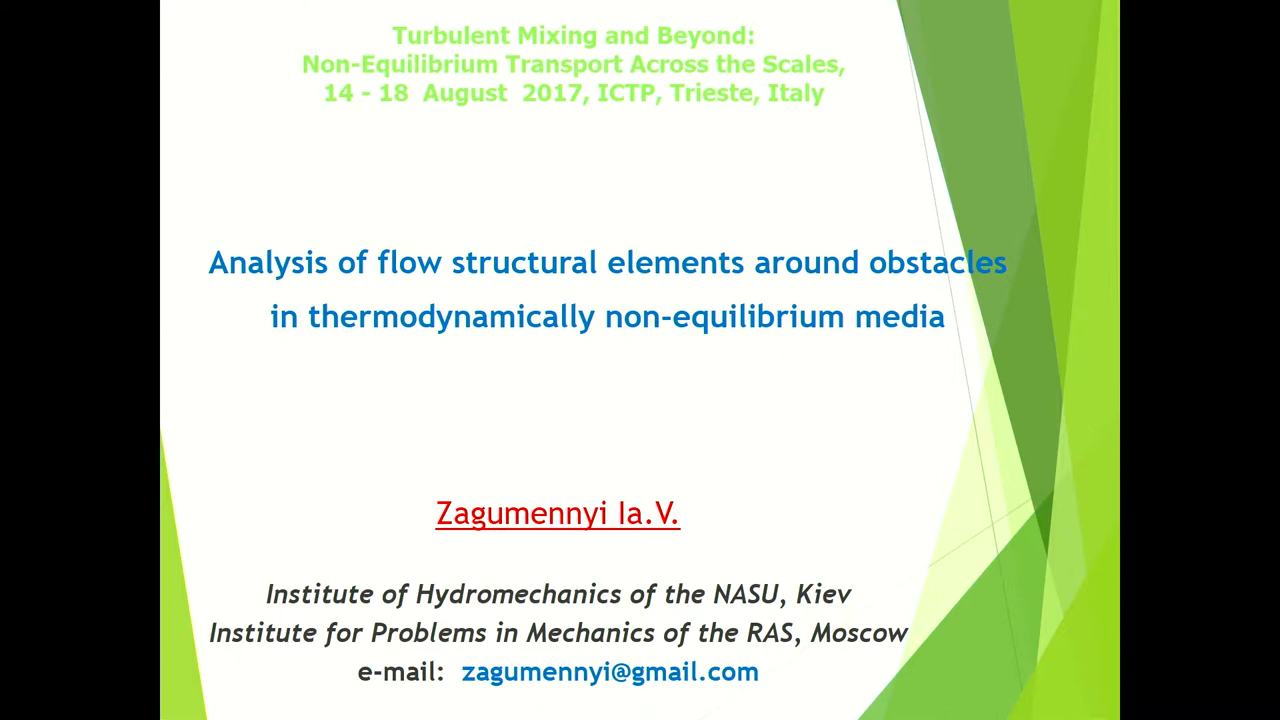 Turbulent Mixing and Beyond:
Non-Equilibrium Transport Across the Scales,
14 - 18 August 2017, ICTP, Trieste, Italy
Analysis of flow structural elements around obstacles
in thermodynamically non-equilibrium media
Zagumennyi Ia.V.
Institute of Hydromechanics of the NASU, Kiev
Institute for Problems in Mechanics of the RAS, Moscow
e-mail: zagumennyi@gmail.com